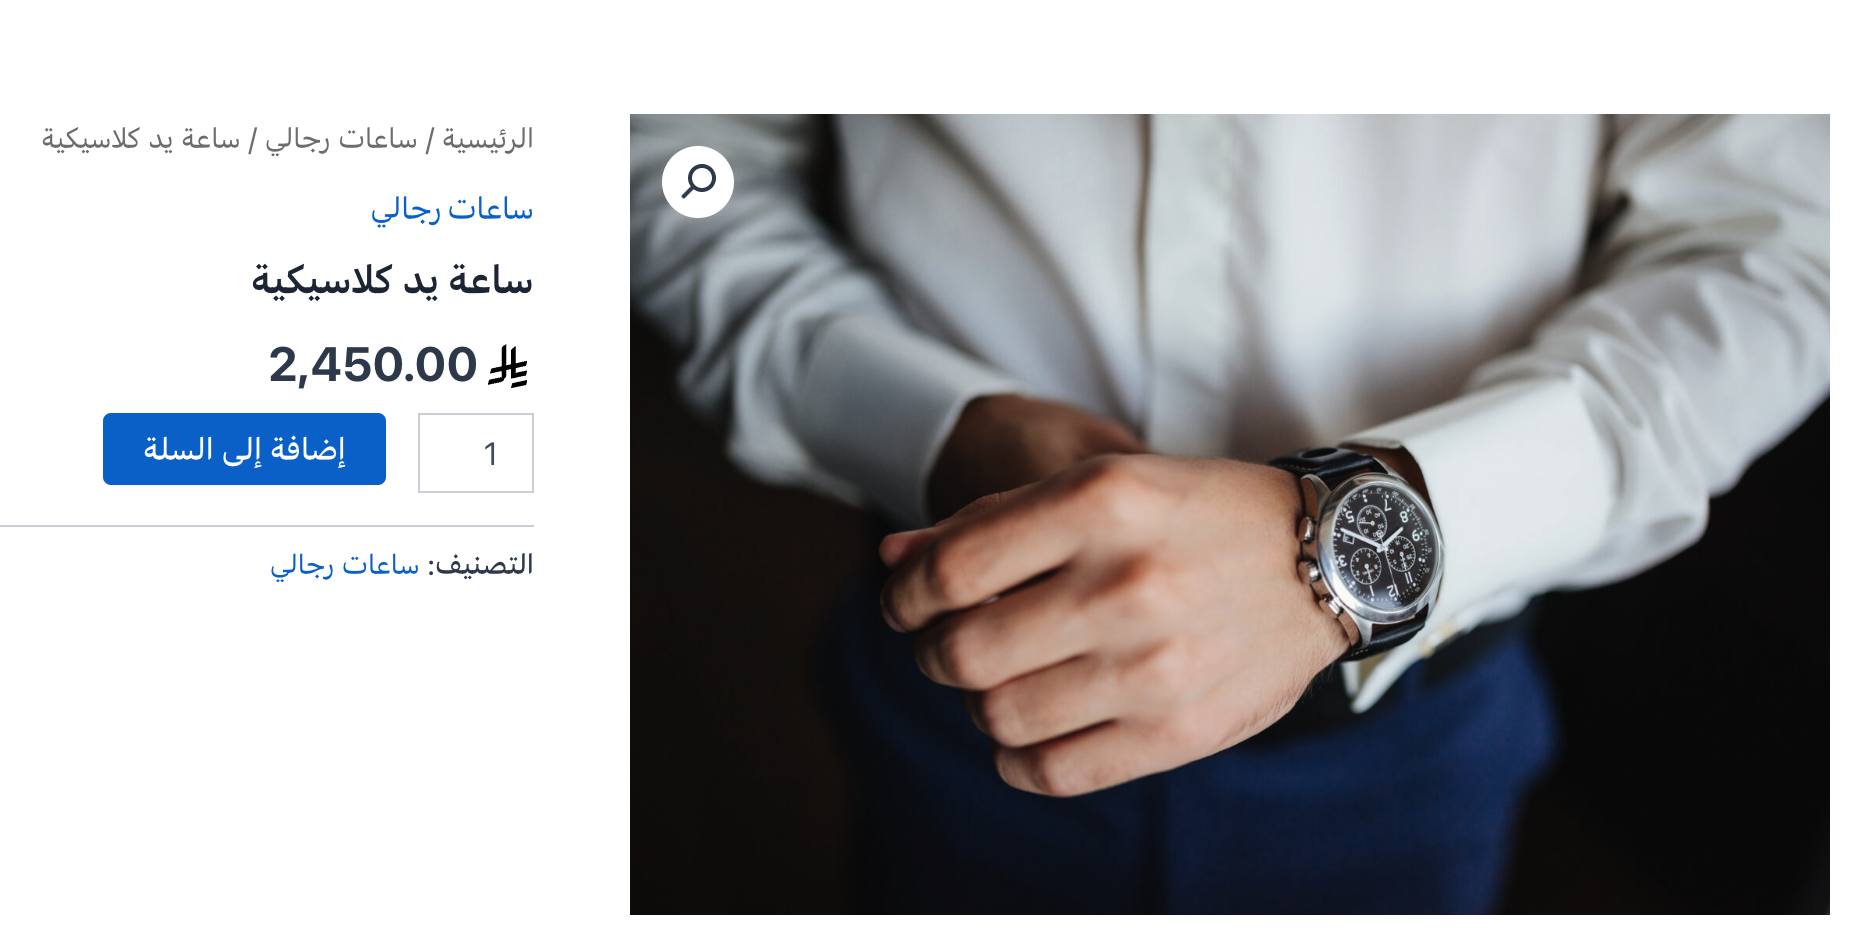 الرئيسية / ساعات رجالي / ساعة يد كلاسيكية
ساعات رجالي
ساعة يد كلاسيكية
⃁ 2,450.00
1
إضافة إلى السلة
التصنيف: ساعات رجالي